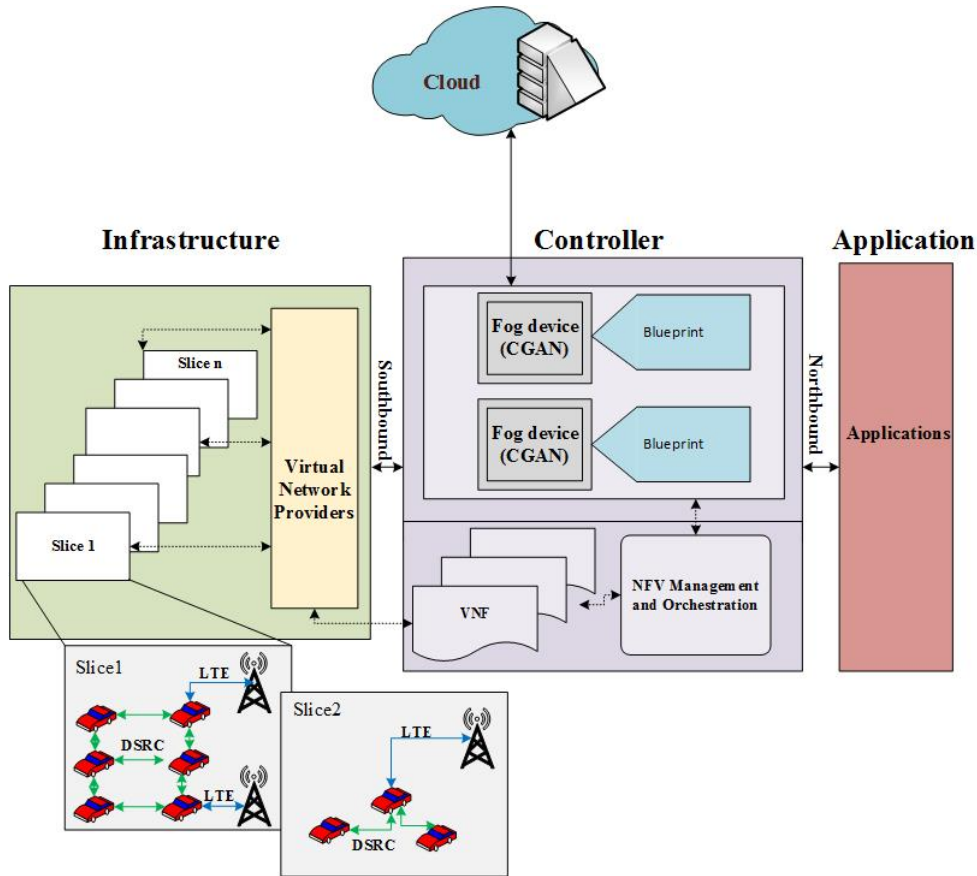 Cloud
Infrastructure
Controller
Application
Slice n
Slice 1
Virtual
Network
Providers
Southbound
Fog device
(CGAN)
Blueprint
Fog device
(CGAN)
Blueprint
Northbound
Applications
VNF
NFV Management
and Orchestration
Slice1
LTE
DSRC
LTE
Slice2
LTE
DSRC